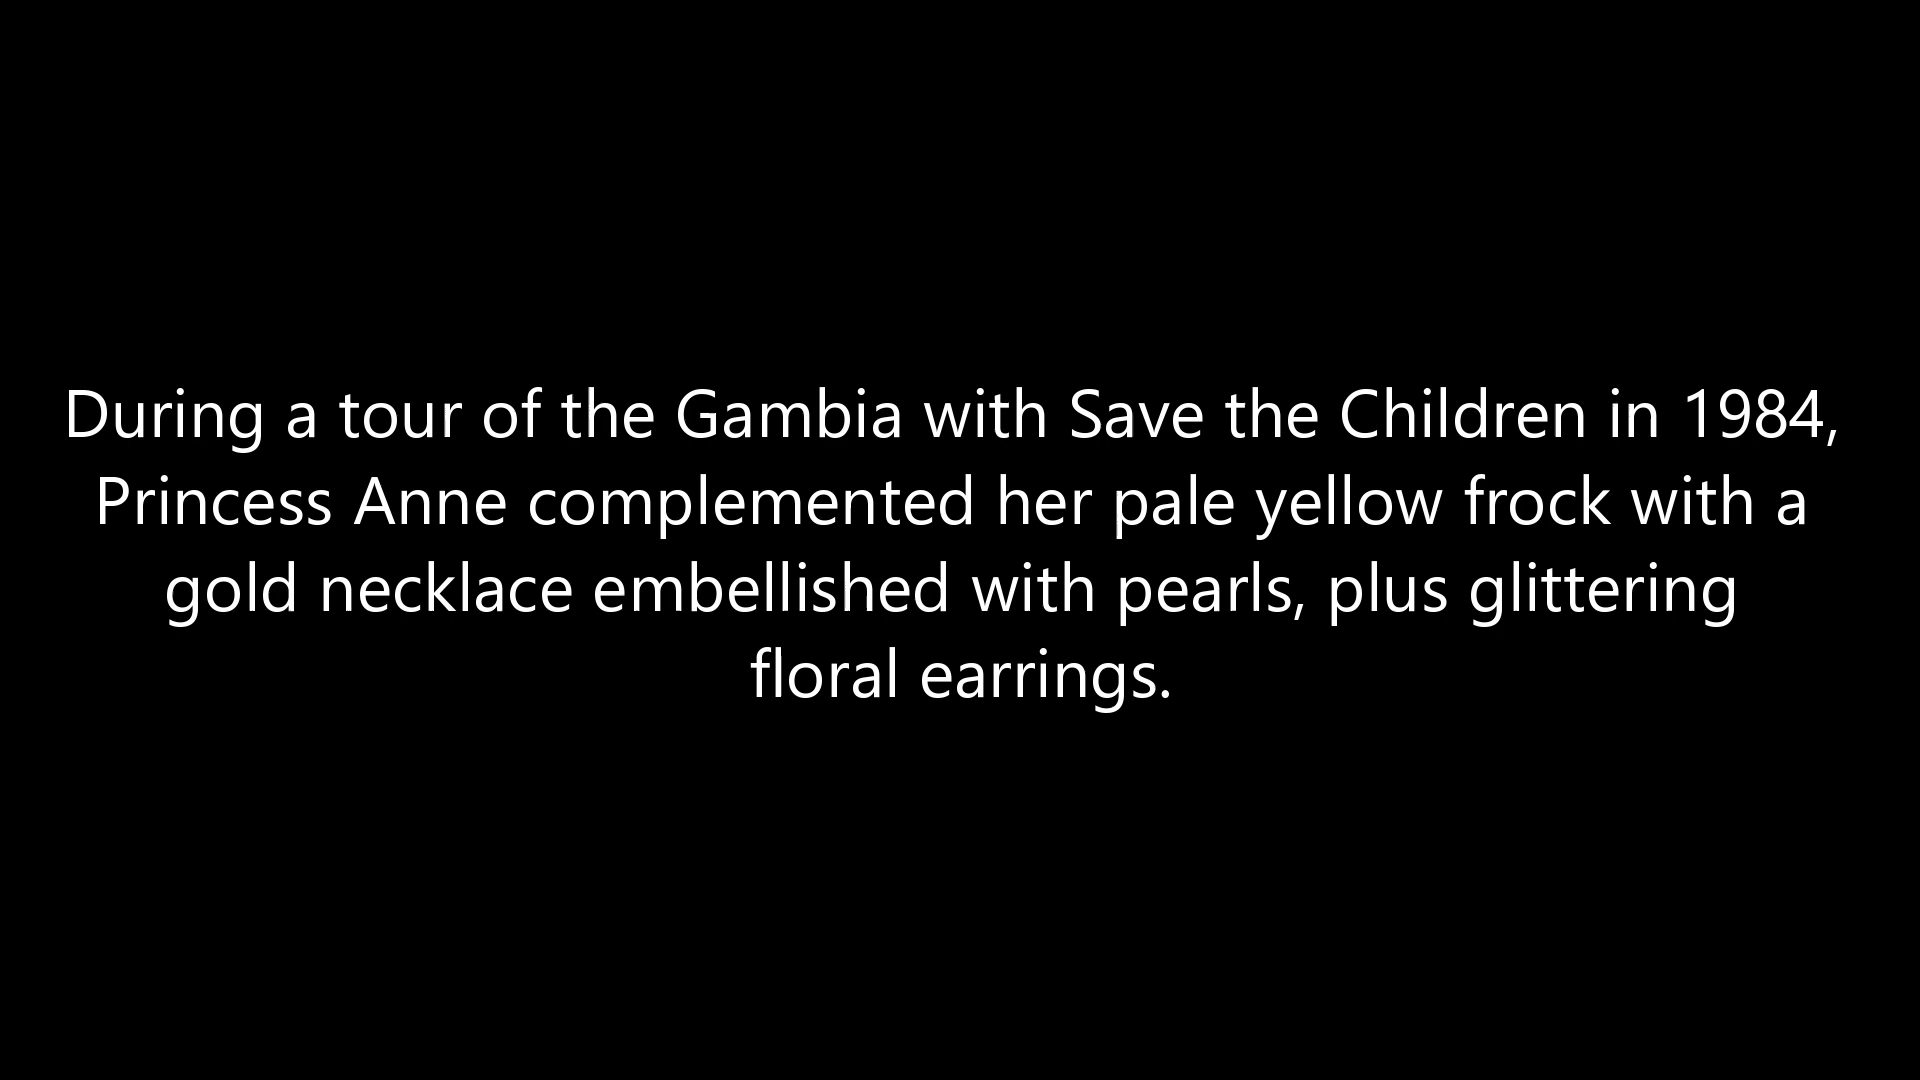 During a tour of the Gambia with Save the Children in 1984,
Princess Anne complemented her pale yellow frock with a
gold necklace embellished with pearls, plus glittering
floral earrings.